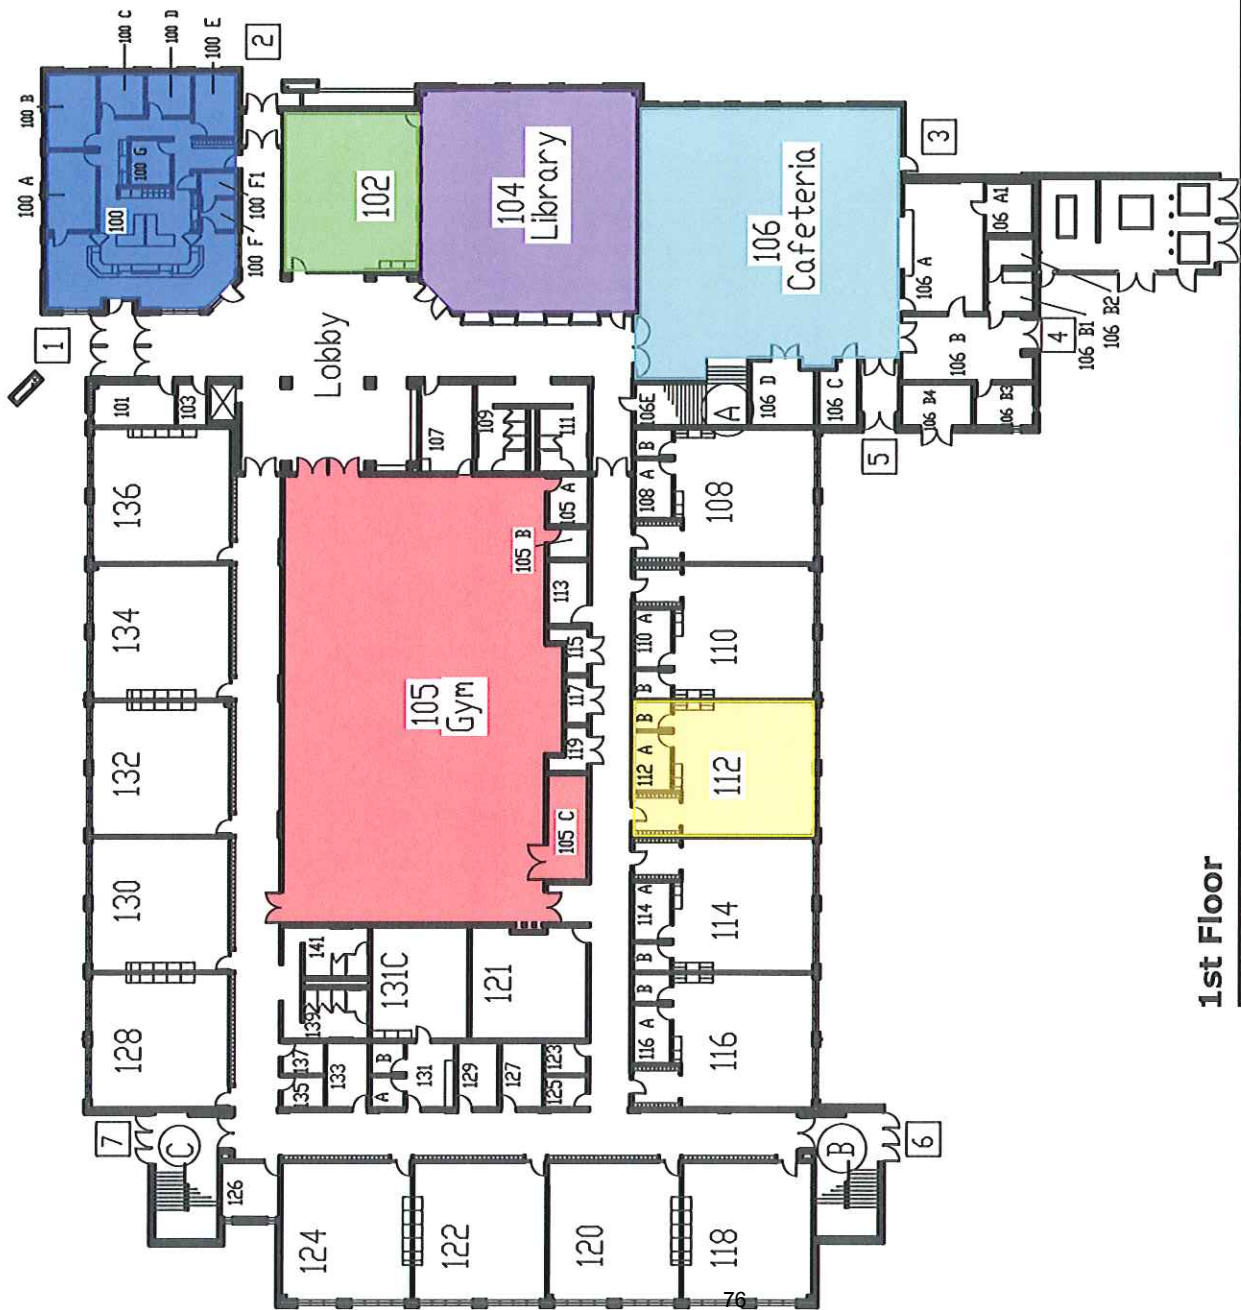 100 C
100 D
100 E
2
100 B
100 A
100 G
100
100 F1
100 F
1
102
104
Library
106
Cafeteria
3
106 A1
106 A
106 B2
106 B1
4
106 B
106 B4
106 B3
5
106 C
106 D
106E
A
Lobby
101
103
107
109
111
136
134
132
130
128
105
Gym
105 A
105 B
113
115
117
119
105 C
B
108 A
108
110 A
B
110
B
112 A
112
114 A
B
114
B
116 A
116
141
139
131C
121
137
135
133
B
A
131
129
127
123
125
7
C
126
124
122
120
118
B
6
76
1st Floor